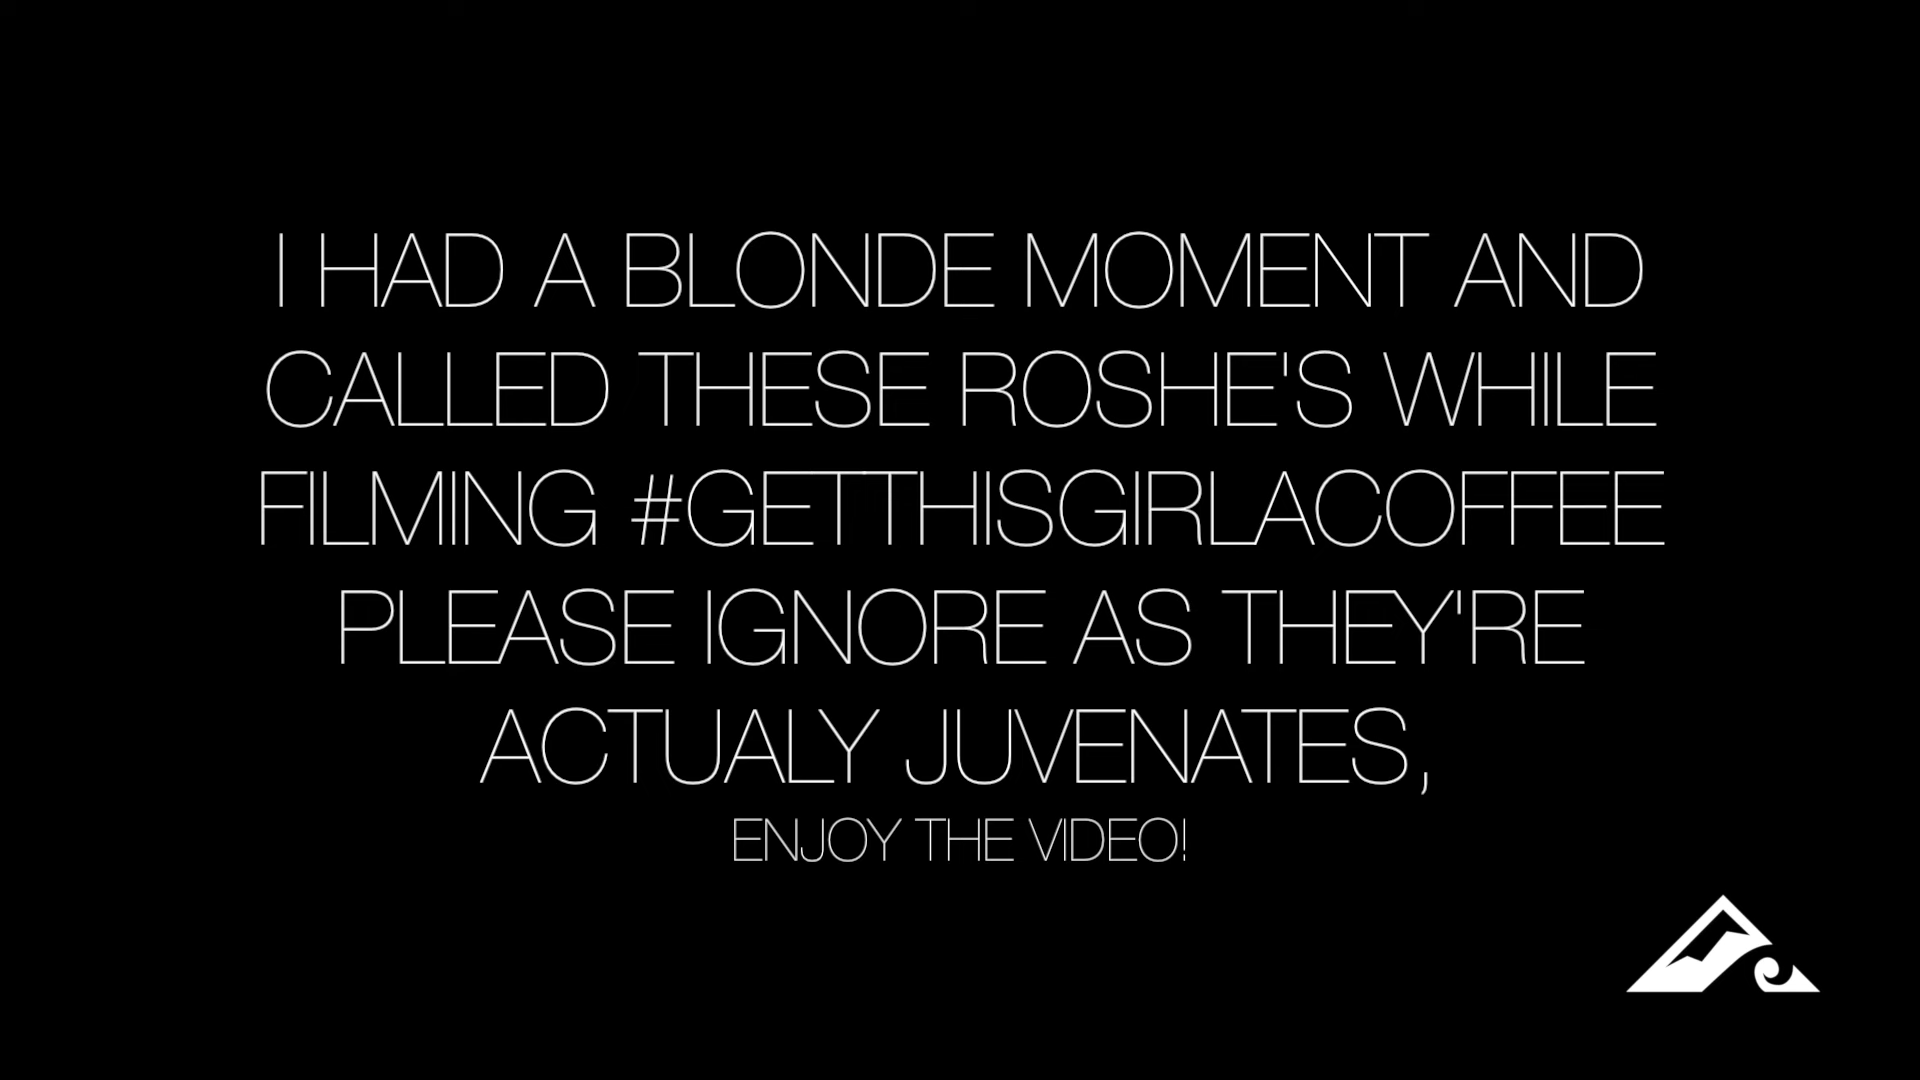 I HAD A BLONDE MOMENT AND
CALLED THESE ROSHE'S WHILE
FILMING #GETTHISGIRLACOFFEE
PLEASE IGNORE AS THEY'RE
ACTUALY JUVENATES,
ENJOY THE VIDEO!